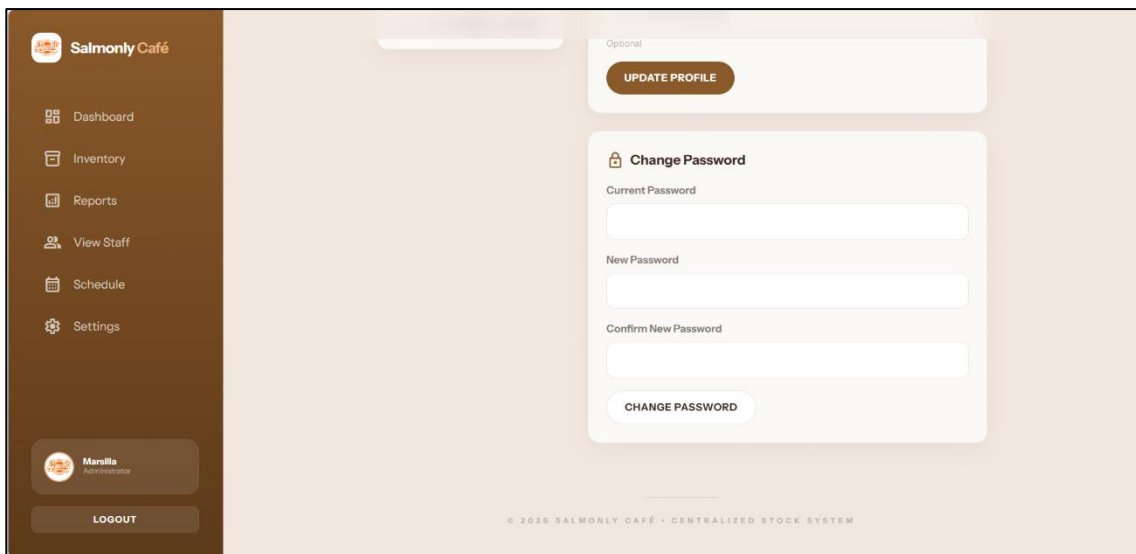 Salmonly Café
Dashboard
Inventory
Reports
View Staff
Schedule
Settings
Marsilla
Administrator
LOGOUT
Optional
UPDATE PROFILE
Change Password
Current Password
New Password
Confirm New Password
CHANGE PASSWORD
© 2026 SALMONLY CAFÉ • CENTRALIZED STOCK SYSTEM